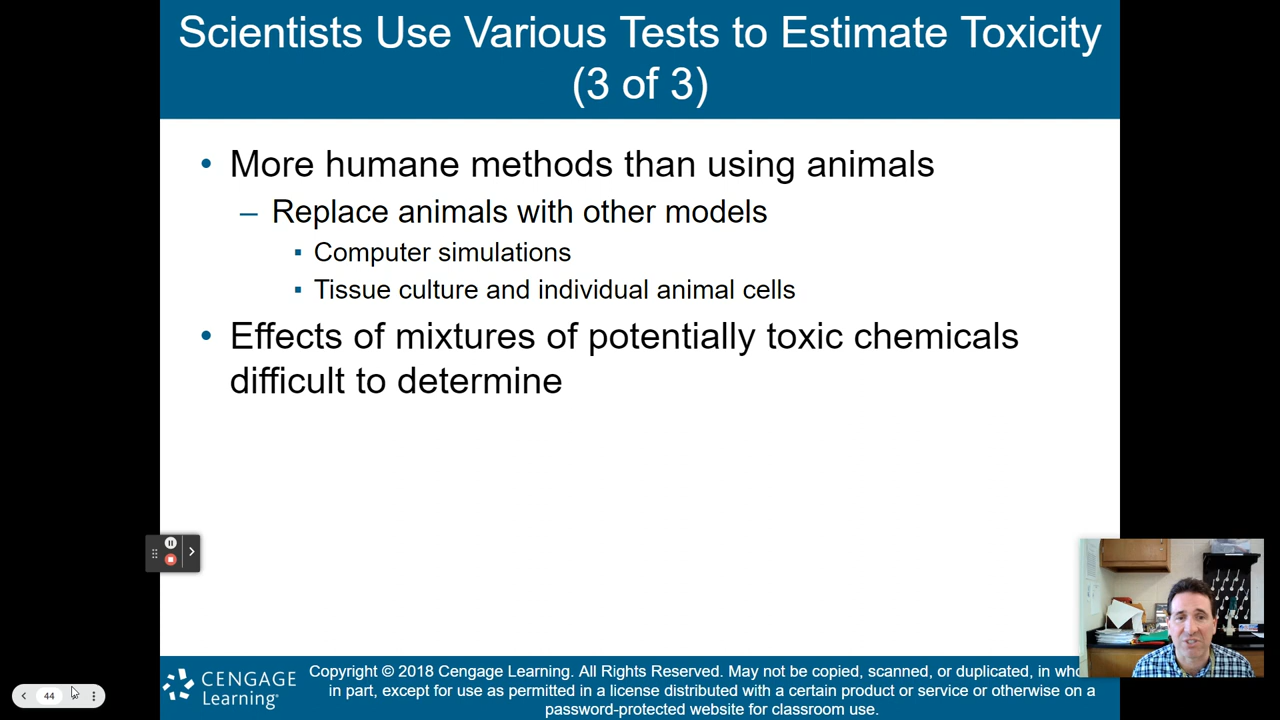 Scientists Use Various Tests to Estimate Toxicity
(3 of 3)
• More humane methods than using animals
– Replace animals with other models
▪ Computer simulations
▪ Tissue culture and individual animal cells
• Effects of mixtures of potentially toxic chemicals
difficult to determine
CENGAGE
Learning®
Copyright © 2018 Cengage Learning. All Rights Reserved. May not be copied, scanned, or duplicated, in
in part, except for use as permitted in a license distributed with a certain product or service or otherwise on a
password-protected website for classroom use.
44